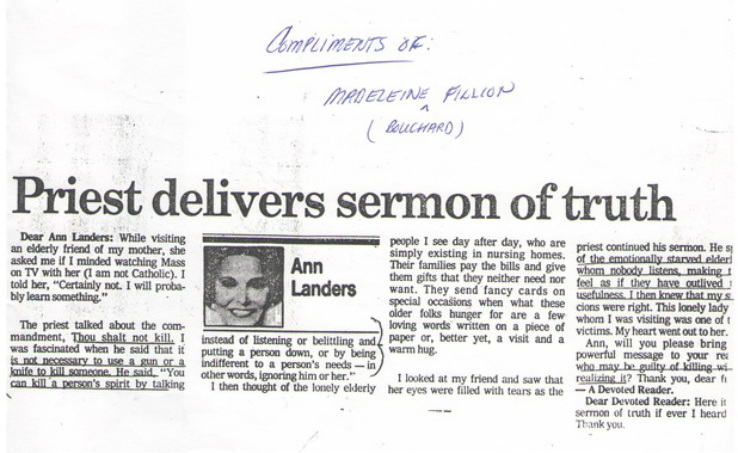 COMPLIMENTS OF:
MADELEINE ^ FILLION
(BOUCHARD)
Priest delivers sermon of truth
Dear Ann Landers: While visiting
an elderly friend of my mother, she
asked me if I minded watching Mass
on TV with her (I am not Catholic). I
told her, "Certainly not. I will proba-
bly learn something."
The priest talked about the com-
mandment, Thou shalt not kill. I
was fascinated when he said that it
is not necessary to use a gun or a
knife to kill someone. He said, "You
can kill a person's spirit by talking
Ann
Landers
instead of listening or belittling and
putting a person down, or by being
indifferent to a person's needs — in
other words, ignoring him or her."
I then thought of the lonely elderly
people I see day after day, who are
simply existing in nursing homes.
Their families pay the bills and give
them gifts that they neither need nor
want. They send fancy cards on
special occasions when what these
older folks hunger for are a few
loving words written on a piece of
paper or, better yet, a visit and a
warm hug.
I looked at my friend and saw that
her eyes were filled with tears as the
priest continued his sermon. He
of the emotionally starved
whom nobody listens, making
feel as if they have outlived
usefulness. I then knew that my
cions were right. This lonely lady
whom I was visiting was one of
victims. My heart went out to her.
Ann, will you please bring
powerful message to your
who may be guilty of killing
realizing it? Thank you, dear
— A Devoted Reader.
Dear Devoted Reader: Here
sermon of truth if ever I heard
Thank you.